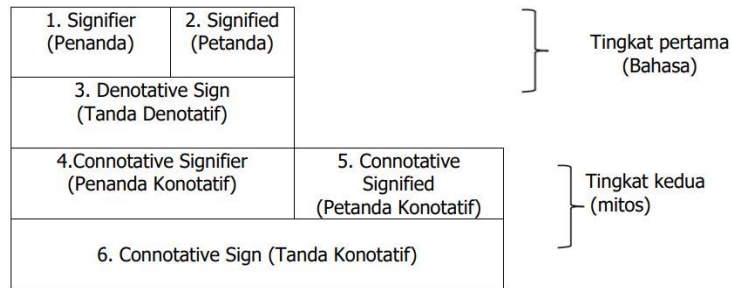 1. Signifier
(Penanda)
2. Signified
(Petanda)
Tingkat pertama
(Bahasa)
3. Denotative Sign
(Tanda Denotatif)
4.Connotative Signifier
(Penanda Konotatif)
5. Connotative
Signified
(Petanda Konotatif)
Tingkat kedua
(mitos)
6. Connotative Sign (Tanda Konotatif)